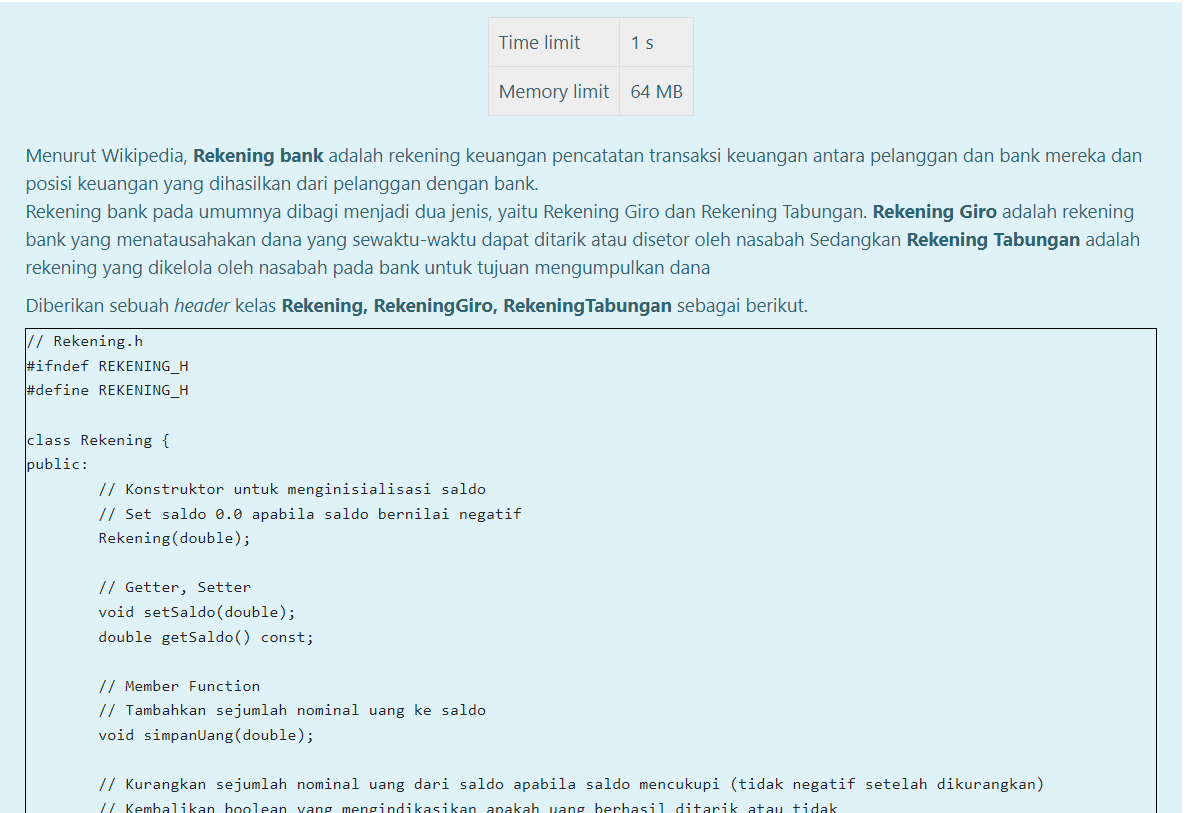 Time limit 1 s
Memory limit 64 MB
Menurut Wikipedia, Rekening bank adalah rekening keuangan pencatatan transaksi keuangan antara pelanggan dan bank mereka dan
posisi keuangan yang dihasilkan dari pelanggan dengan bank.
Rekening bank pada umumnya dibagi menjadi dua jenis, yaitu Rekening Giro dan Rekening Tabungan. Rekening Giro adalah rekening
bank yang menatausahakan dana yang sewaktu-waktu dapat ditarik atau disetor oleh nasabah Sedangkan Rekening Tabungan adalah
rekening yang dikelola oleh nasabah pada bank untuk tujuan mengumpulkan dana
Diberikan sebuah header kelas Rekening, RekeningGiro, RekeningTabungan sebagai berikut.
// Rekening.h
#ifndef REKENING_H
#define REKENING_H
class Rekening {
public:
// Konstruktor untuk menginisialisasi saldo
// Set saldo 0.0 apabila saldo bernilai negatif
Rekening(double);
// Getter, Setter
void setSaldo(double);
double getSaldo() const;
// Member Function
// Tambahkan sejumlah nominal uang ke saldo
void simpanUang(double);
// Kurangkan sejumlah nominal uang dari saldo apabila saldo mencukupi (tidak negatif setelah dikurangkan)
// Kembalikan boolean yang mengindikasikan apakah uang berhasil ditarik atau tidak